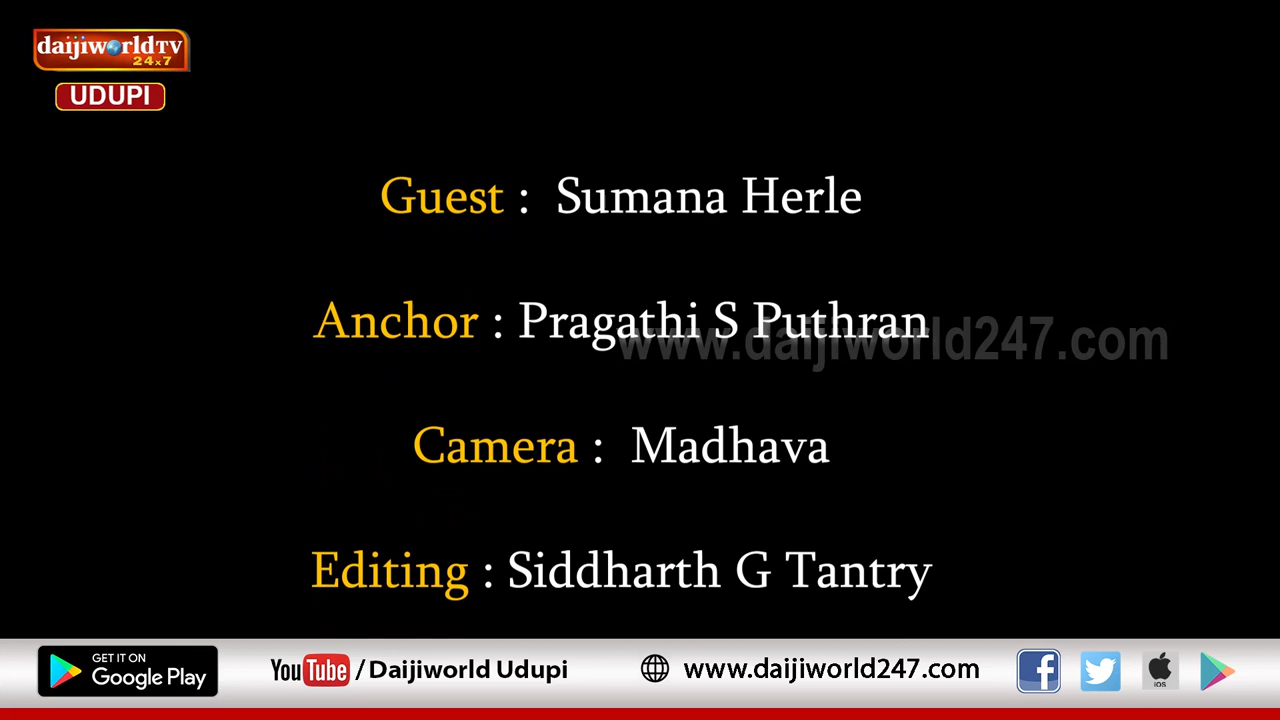 daijiworldTV
24x7
UDUPI
Guest : Sumana Herle
Anchor : Pragathi S Puthran
www.daijiworld247.com
Camera : Madhava
Editing : Siddharth G Tantry
GET IT ON
Google Play
YouTube /Daijiworld Udupi
www.daijiworld247.com
f
iOS